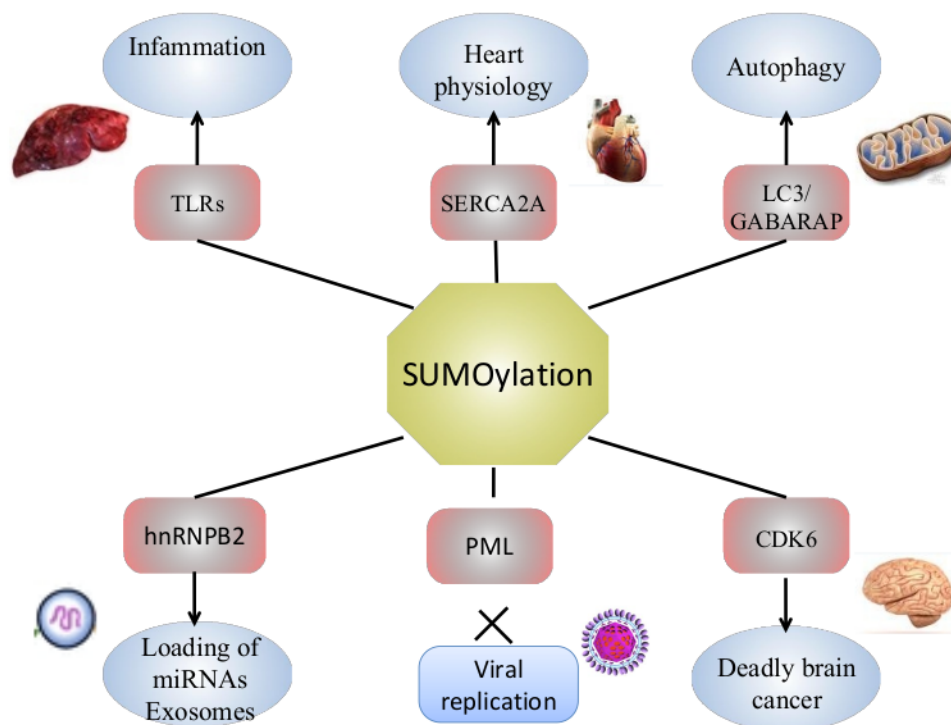 Infammation
Heart
physiology
Autophagy
TLRs
SERCA2A
LC3/
GABARAP
SUMOylation
hnRNPB2
PML
CDK6
Loading of
miRNAs
Exosomes
Viral
replication
Deadly brain
cancer